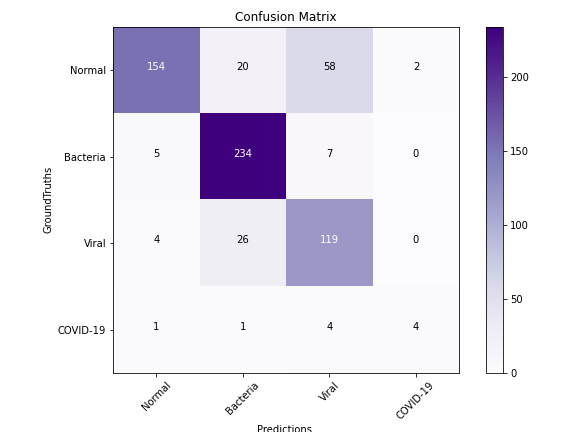 Confusion Matrix
Normal 154 20 58 2
Bacteria 5 234 7 0
Viral 4 26 119 0
COVID-19 1 1 4 4
Normal Bacteria Viral COVID-19
Predictions
GroundTruths
200
150
100
50
0